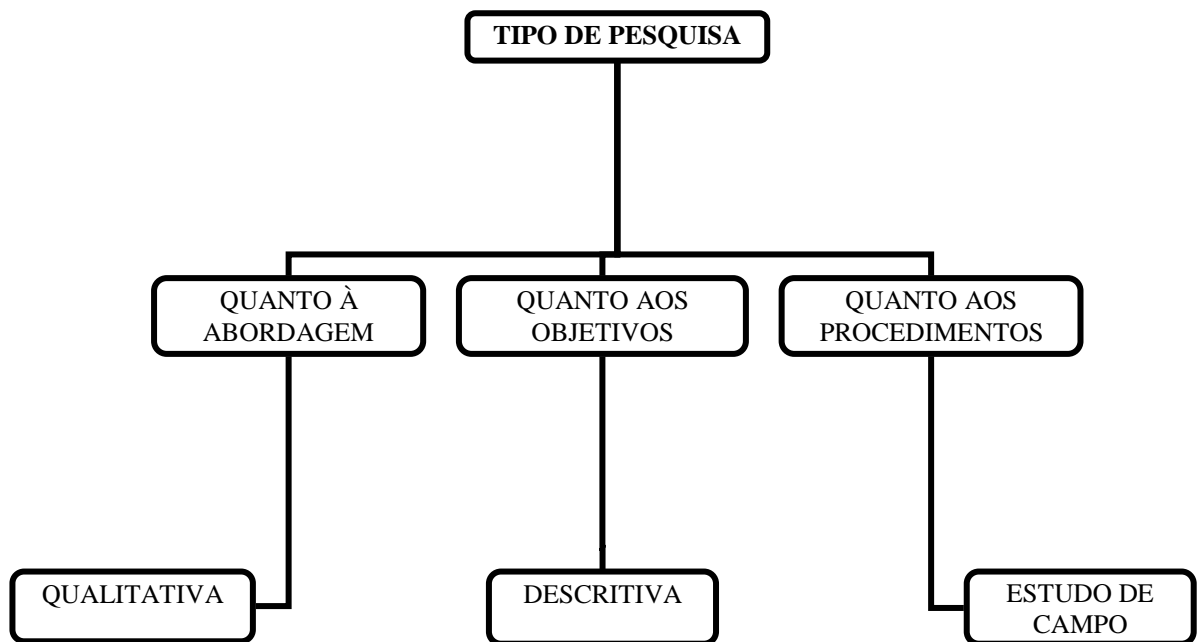 TIPO DE PESQUISA
QUANTO À
ABORDAGEM
QUANTO AOS
OBJETIVOS
QUANTO AOS
PROCEDIMENTOS
QUALITATIVA
DESCRITIVA
ESTUDO DE
CAMPO